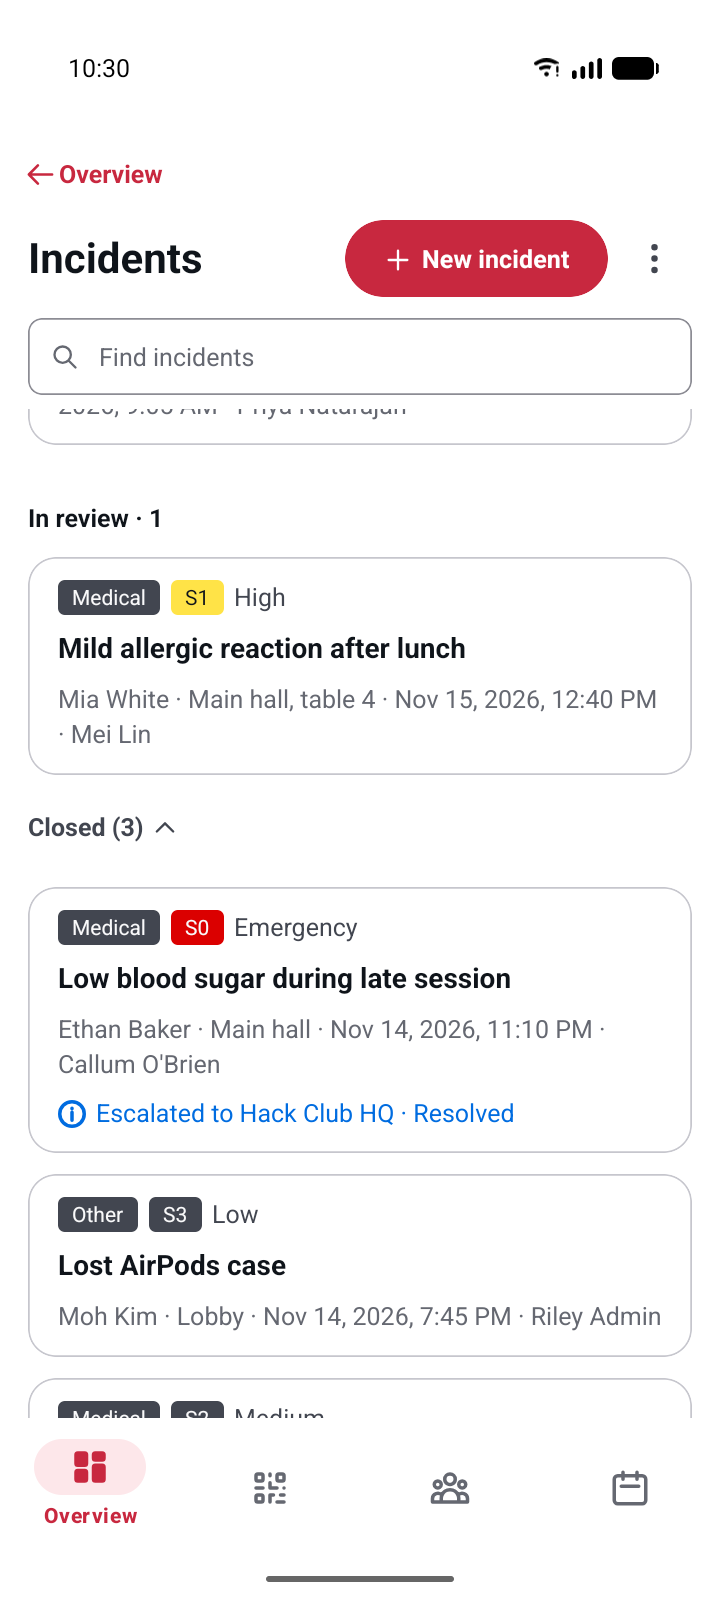 10:30
Overview
Incidents
New incident
Find incidents
In review · 1
Medical S1 High
Mild allergic reaction after lunch
Mia White · Main hall, table 4 · Nov 15, 2026, 12:40 PM
· Mei Lin
Closed (3)
Medical S0 Emergency
Low blood sugar during late session
Ethan Baker · Main hall · Nov 14, 2026, 11:10 PM ·
Callum O'Brien
Escalated to Hack Club HQ · Resolved
Other S3 Low
Lost AirPods case
Moh Kim · Lobby · Nov 14, 2026, 7:45 PM · Riley Admin
Medical S2 Medium
Overview